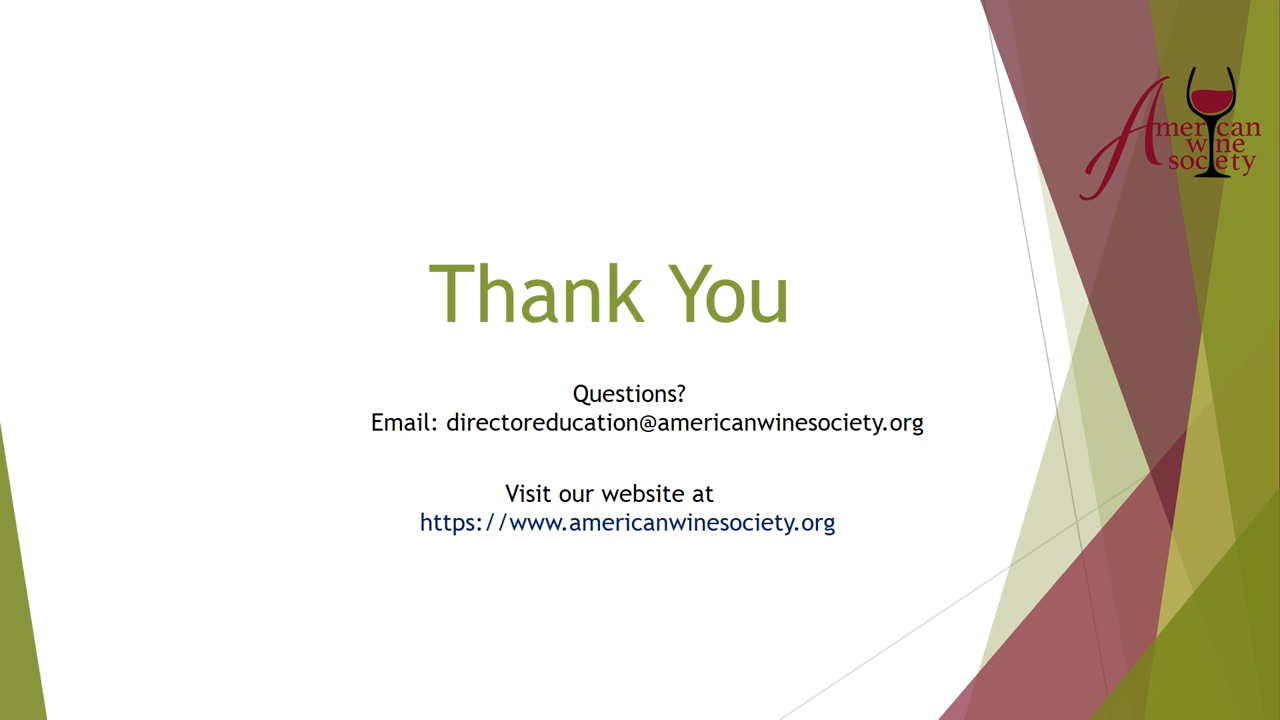 American
wine
society
Thank You
Questions?
Email: directoreducation@americanwinesociety.org
Visit our website at
https://www.americanwinesociety.org